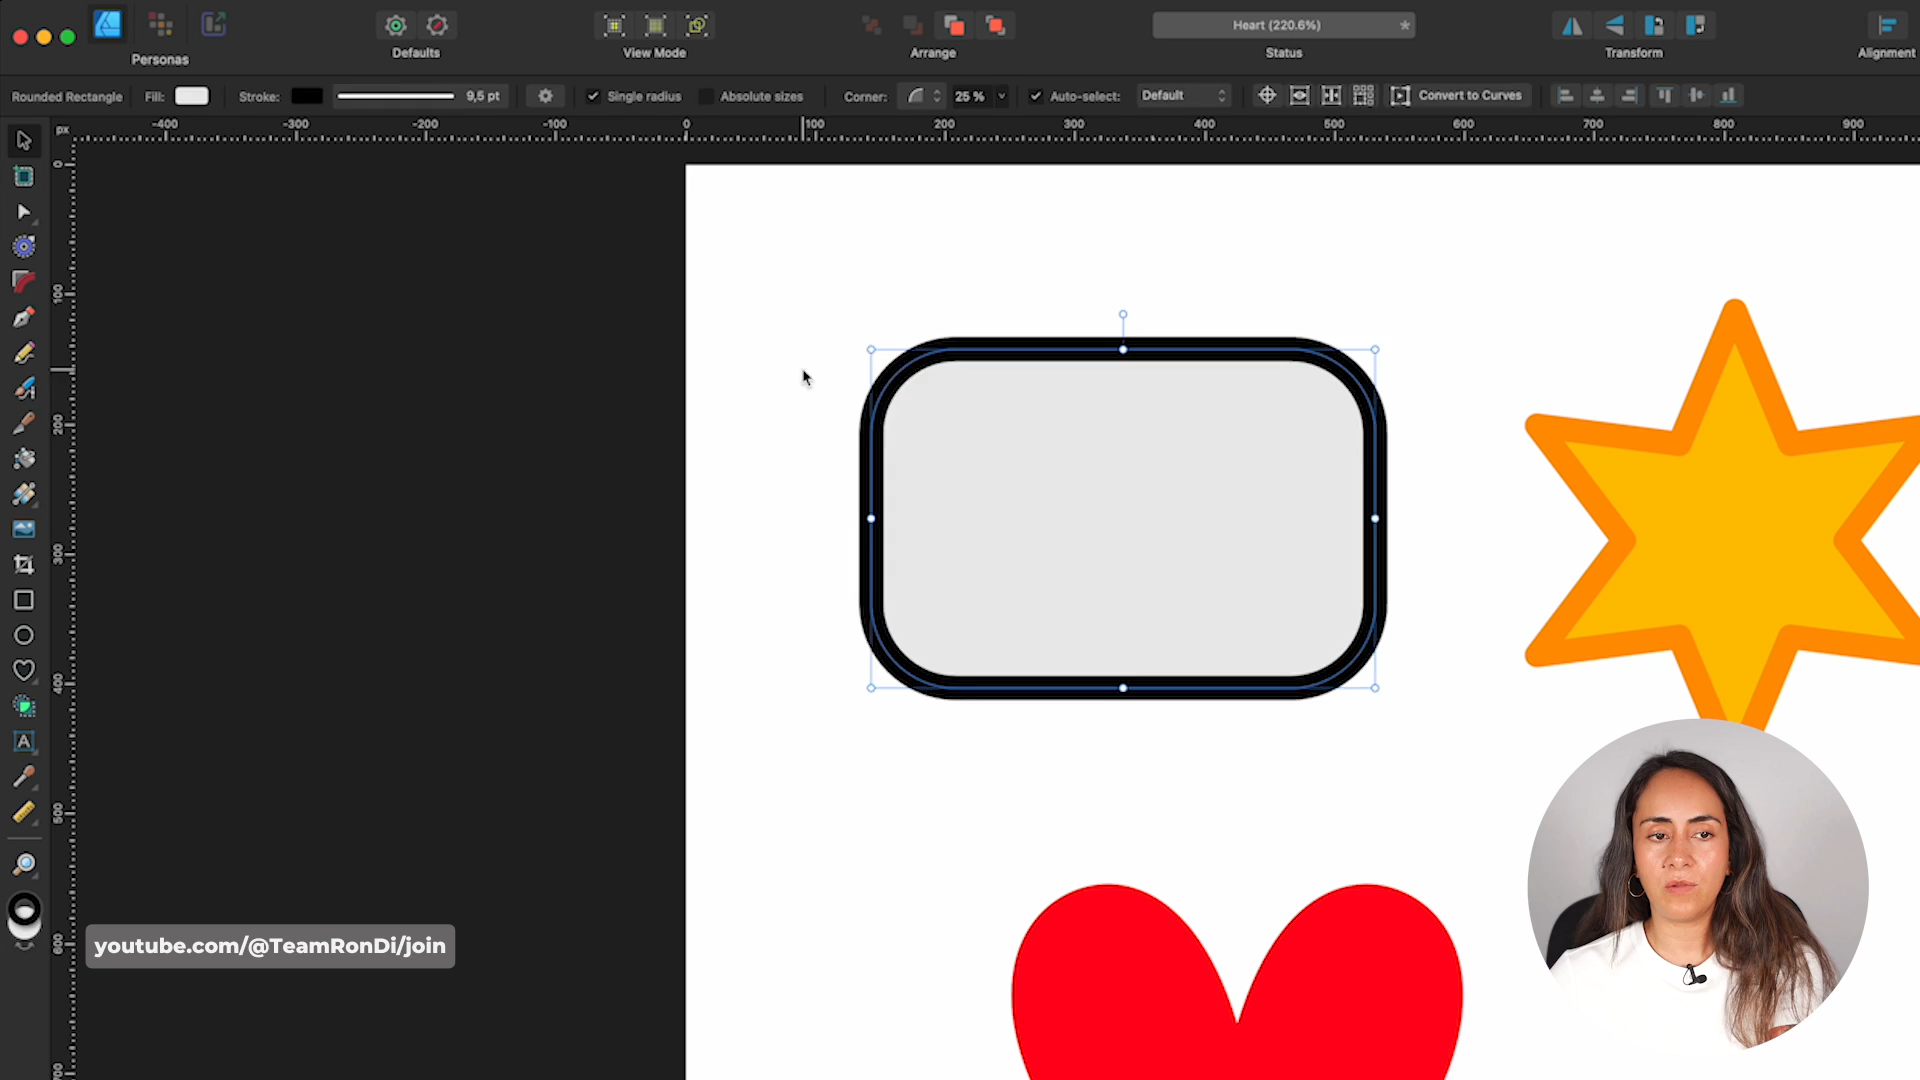 Personas
Defaults
View Mode
Arrange
Heart (220.6%) *
Status
Transform
Alignment
Rounded Rectangle Fill: Stroke: 9,5 pt Single radius Absolute sizes Corner: 25 % Auto-select: Default Convert to Curves
px -400 -300 -200 -100 0 100 200 300 400 500 600 700 800 900
0
100
200
300
400
500
600
700
A
youtube.com/@TeamRonDi/join